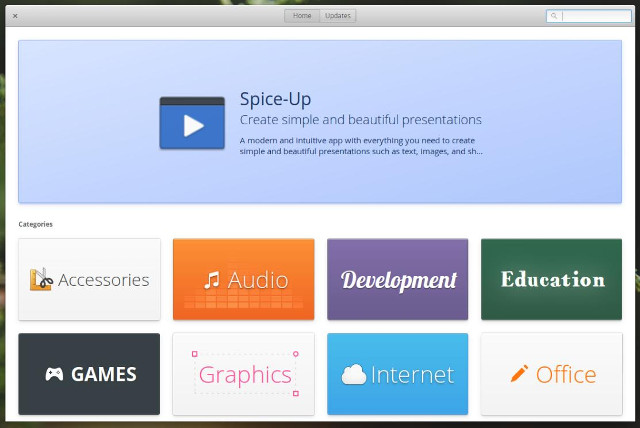 Home Updates
Spice-Up
Create simple and beautiful presentations
A modern and intuitive app with everything you need to create
simple and beautiful presentations such as text, images, and sh...
Categories
Accessories Audio Development Education
GAMES Graphics Internet Office